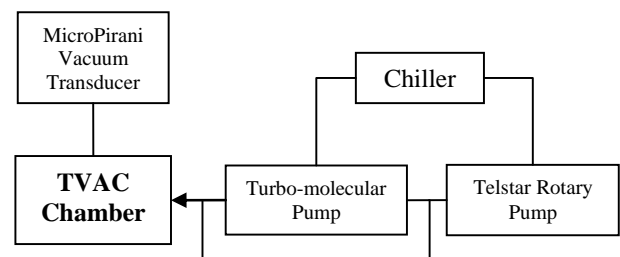 MicroPirani
Vacuum
Transducer
Chiller
TVAC
Chamber
Turbo-molecular
Pump
Telstar Rotary
Pump